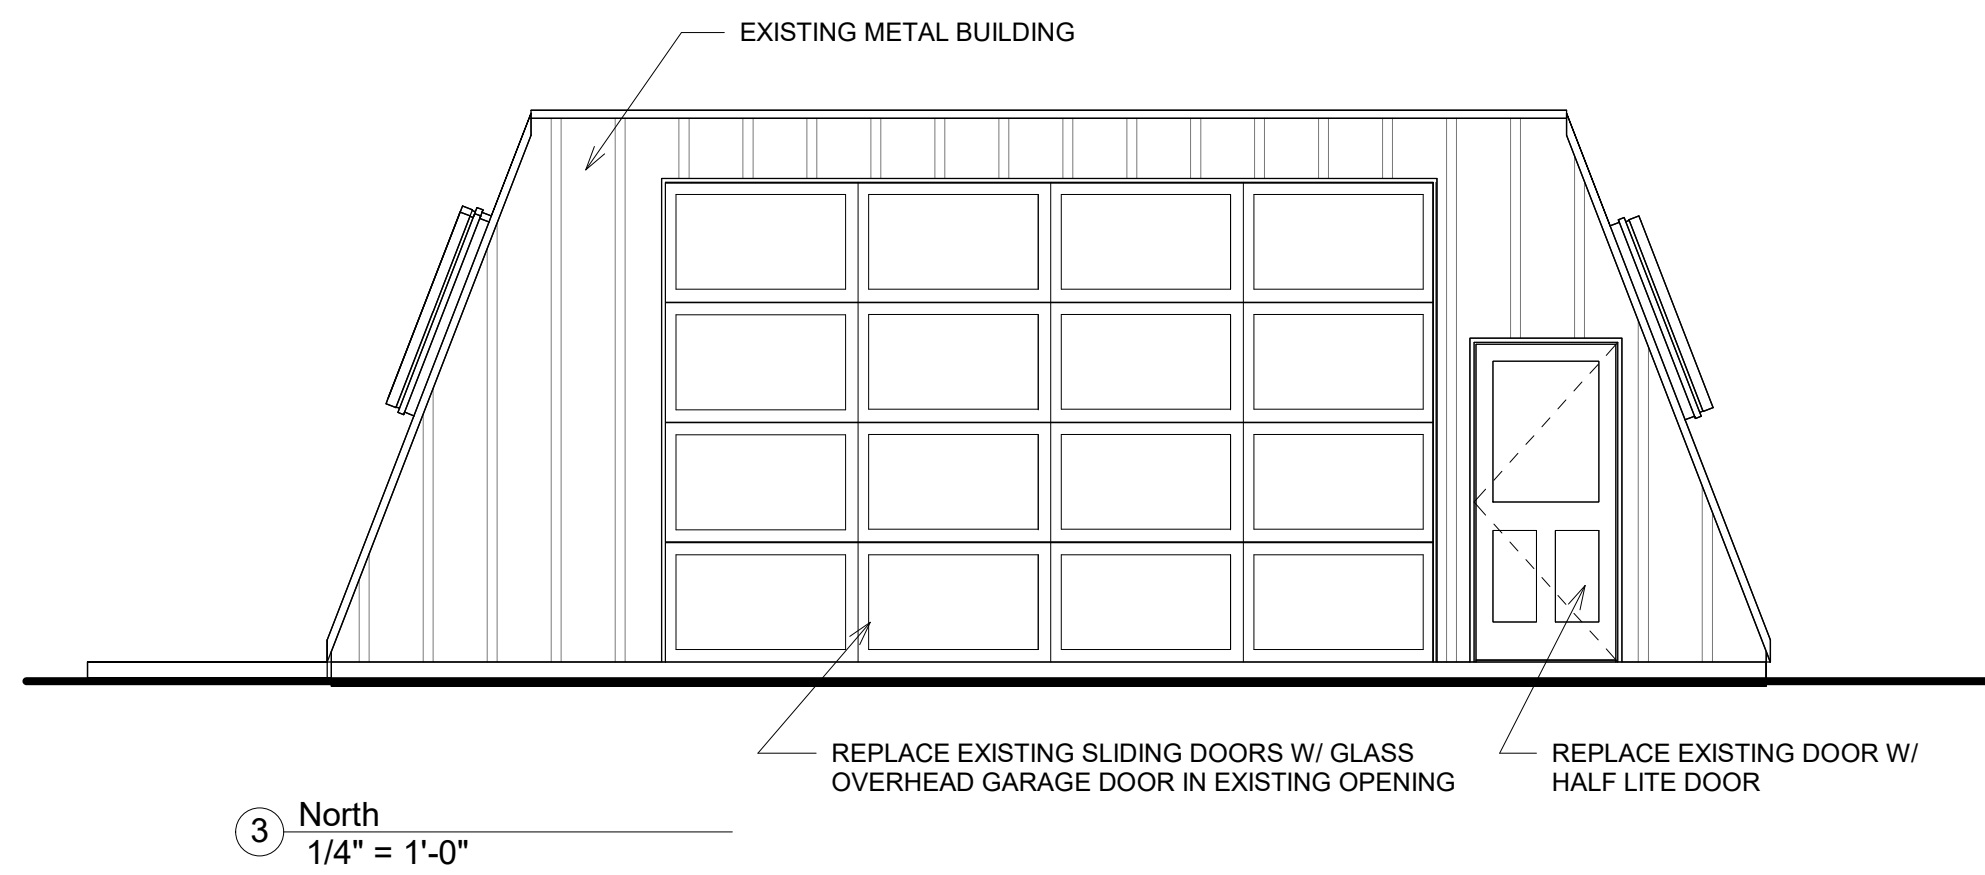 EXISTING METAL BUILDING
REPLACE EXISTING SLIDING DOORS W/ GLASS
OVERHEAD GARAGE DOOR IN EXISTING OPENING
REPLACE EXISTING DOOR W/
HALF LITE DOOR
3
North
1/4" = 1'-0"